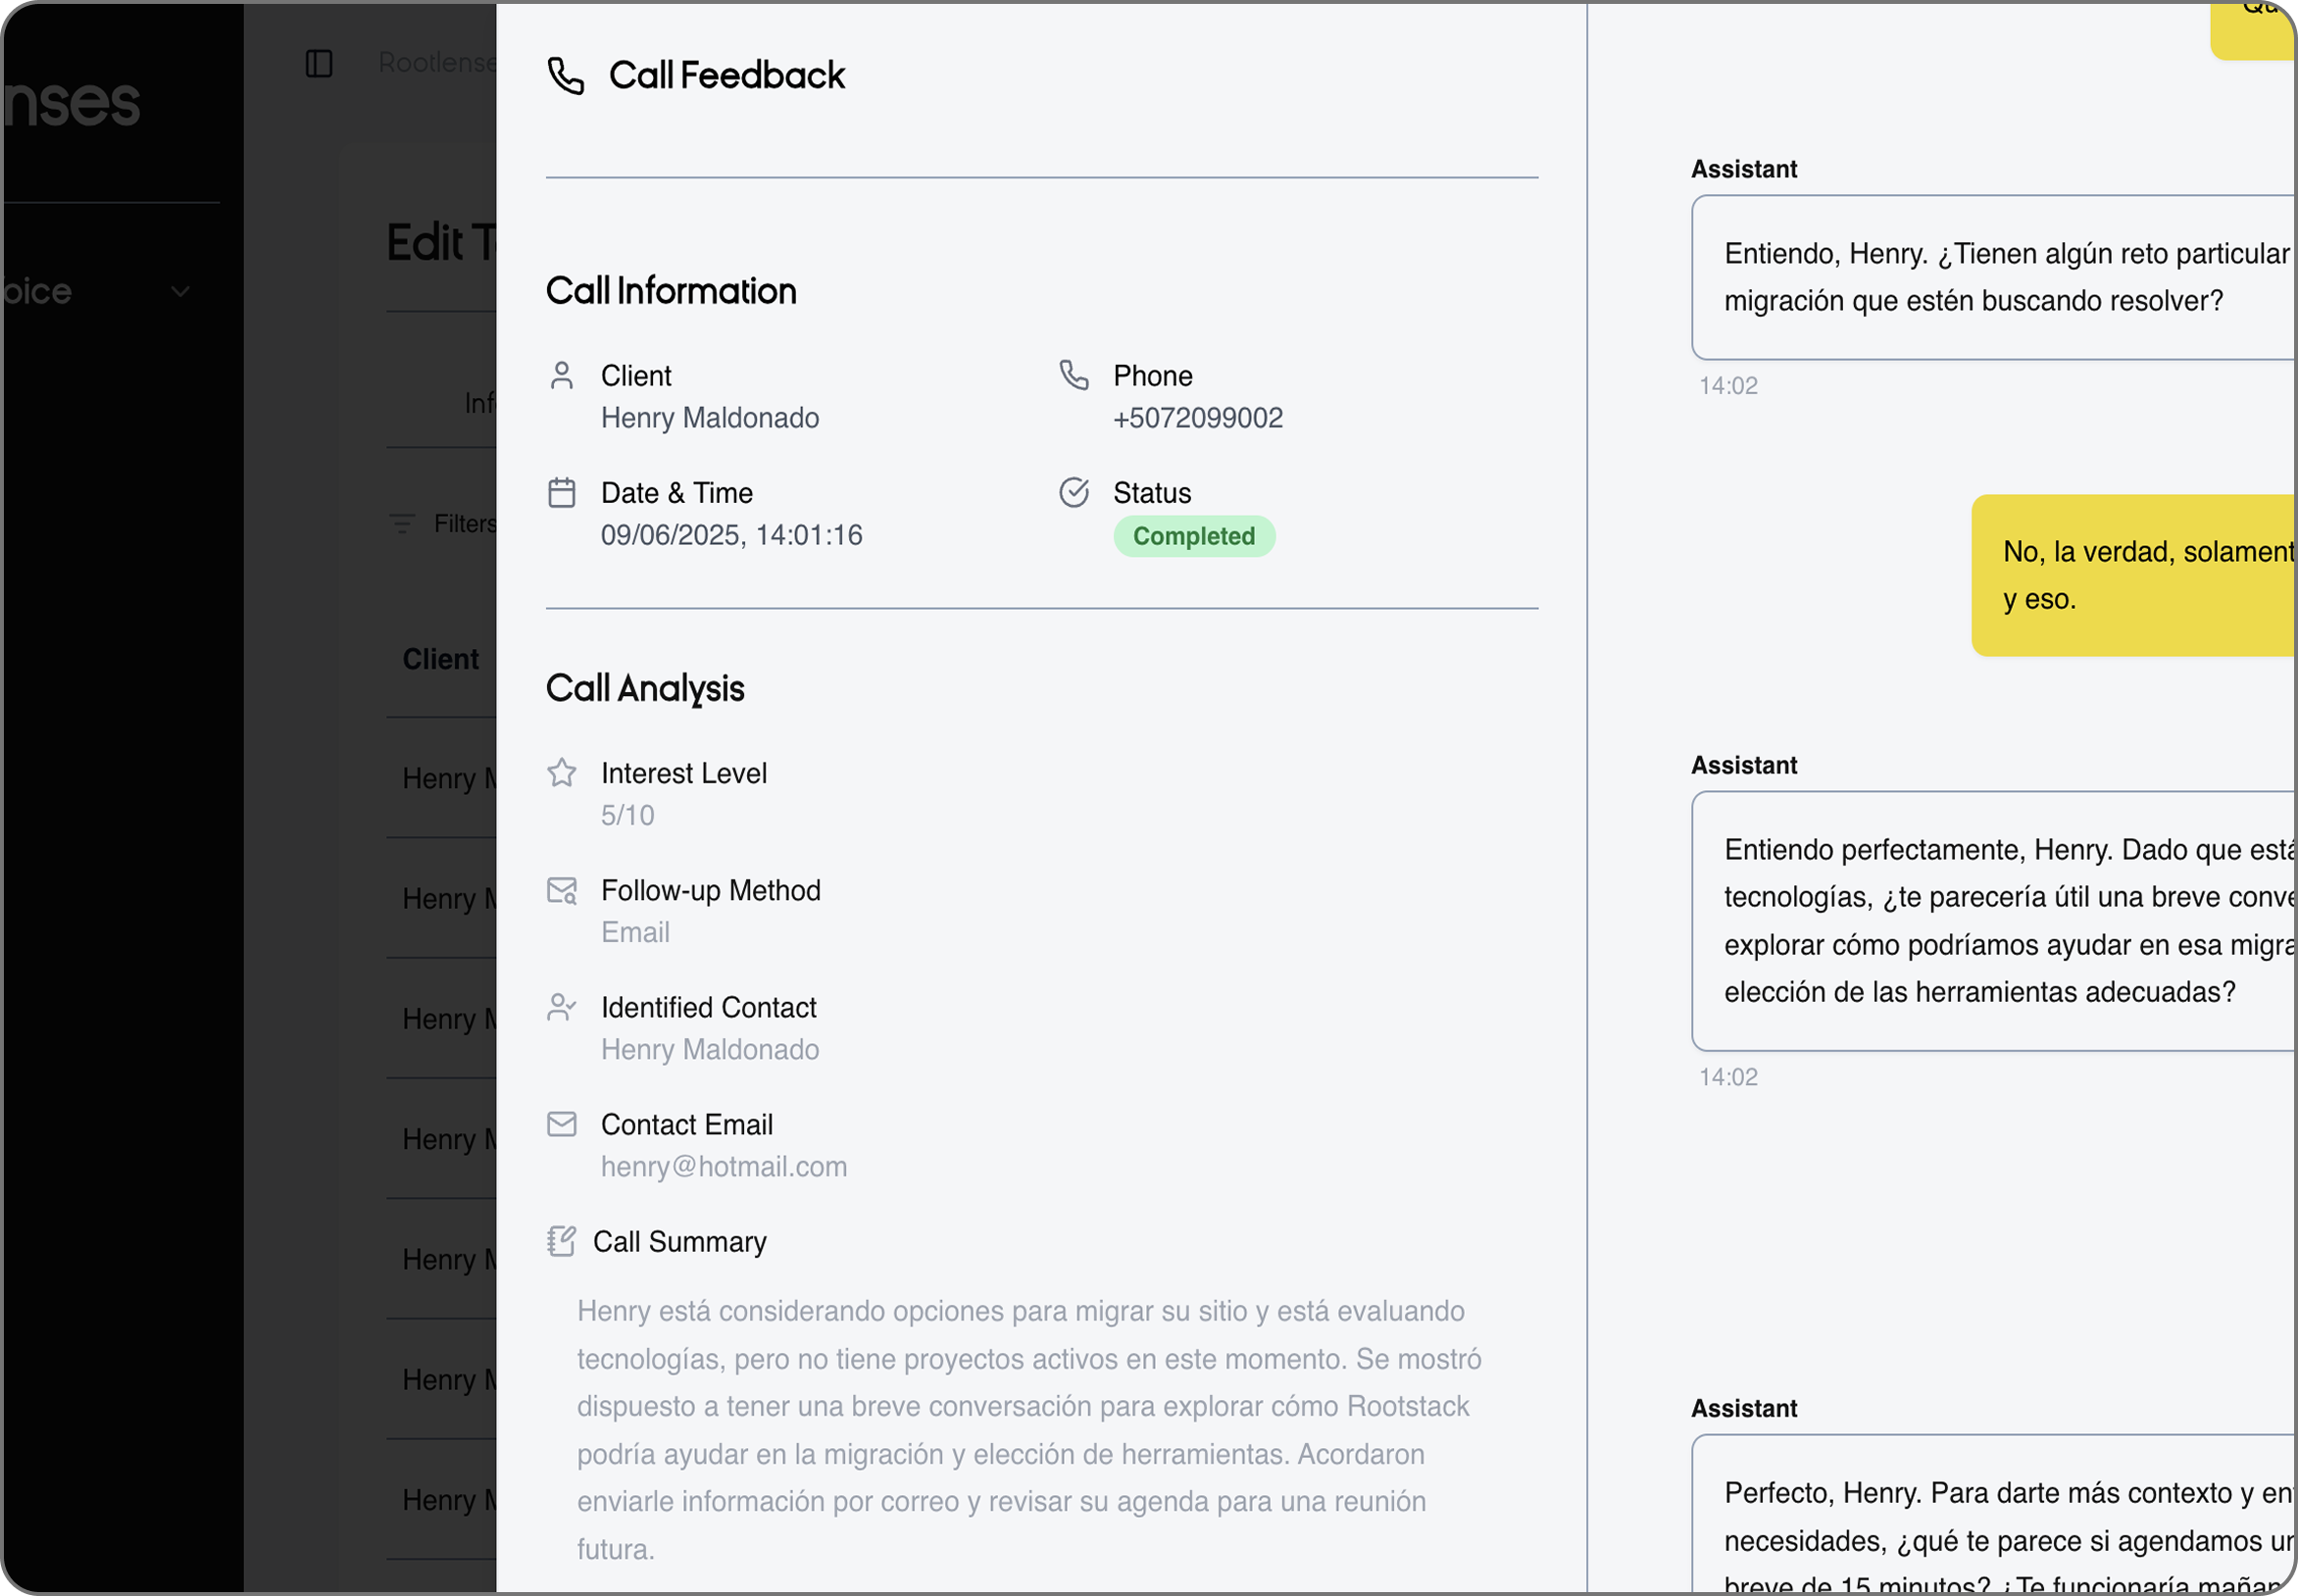 nses
oice
Rootlense
Edit T
Inf
Filters
Client
Henry M
Henry M
Henry M
Henry M
Henry M
Henry M
Henry M
Call Feedback
Call Information
Client
Henry Maldonado
Phone
+5072099002
Date & Time
09/06/2025, 14:01:16
Status
Completed
Call Analysis
Interest Level
5/10
Follow-up Method
Email
Identified Contact
Henry Maldonado
Contact Email
henry@hotmail.com
Call Summary
Henry está considerando opciones para migrar su sitio y está evaluando
tecnologías, pero no tiene proyectos activos en este momento. Se mostró
dispuesto a tener una breve conversación para explorar cómo Rootstack
podría ayudar en la migración y elección de herramientas. Acordaron
enviarle información por correo y revisar su agenda para una reunión
futura.
Qu
Assistant
Entiendo, Henry. ¿Tienen algún reto particular
migración que estén buscando resolver?
14:02
No, la verdad, solament
y eso.
Assistant
Entiendo perfectamente, Henry. Dado que está
tecnologías, ¿te parecería útil una breve conve
explorar cómo podríamos ayudar en esa migra
elección de las herramientas adecuadas?
14:02
Assistant
Perfecto, Henry. Para darte más contexto y en
necesidades, ¿qué te parece si agendamos un
breve de 15 minutos? ¿Te funcionaría mañan